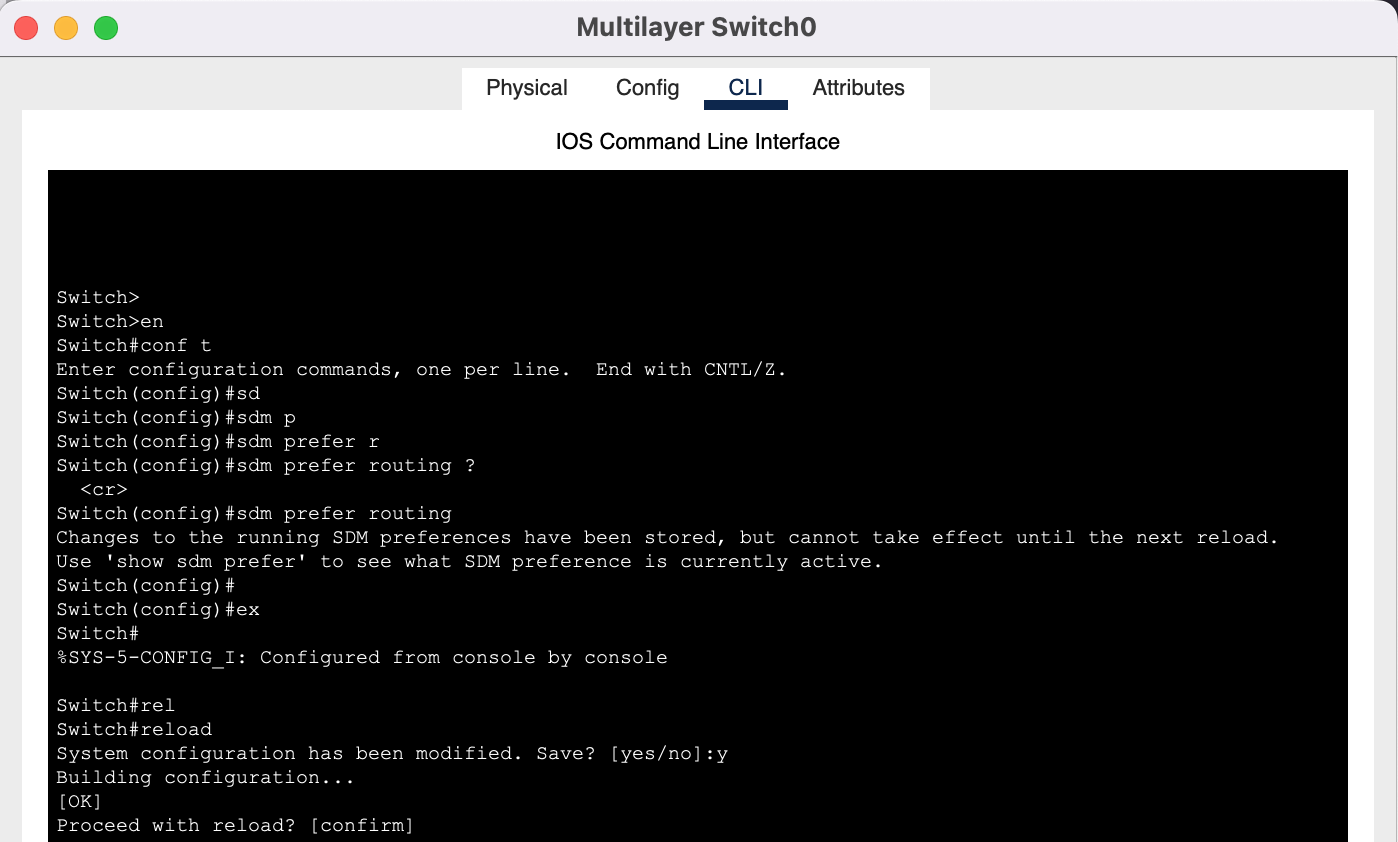 Multilayer Switch0
Physical Config CLI Attributes
IOS Command Line Interface
Switch>
Switch>en
Switch#conf t
Enter configuration commands, one per line.  End with CNTL/Z.
Switch(config)#sd
Switch(config)#sdm p
Switch(config)#sdm prefer r
Switch(config)#sdm prefer routing ?
  <cr>
Switch(config)#sdm prefer routing
Changes to the running SDM preferences have been stored, but cannot take effect until the next reload.
Use 'show sdm prefer' to see what SDM preference is currently active.
Switch(config)#
Switch(config)#ex
Switch#
%SYS-5-CONFIG_I: Configured from console by console
Switch#rel
Switch#reload
System configuration has been modified. Save? [yes/no]:y
Building configuration...
[OK]
Proceed with reload? [confirm]